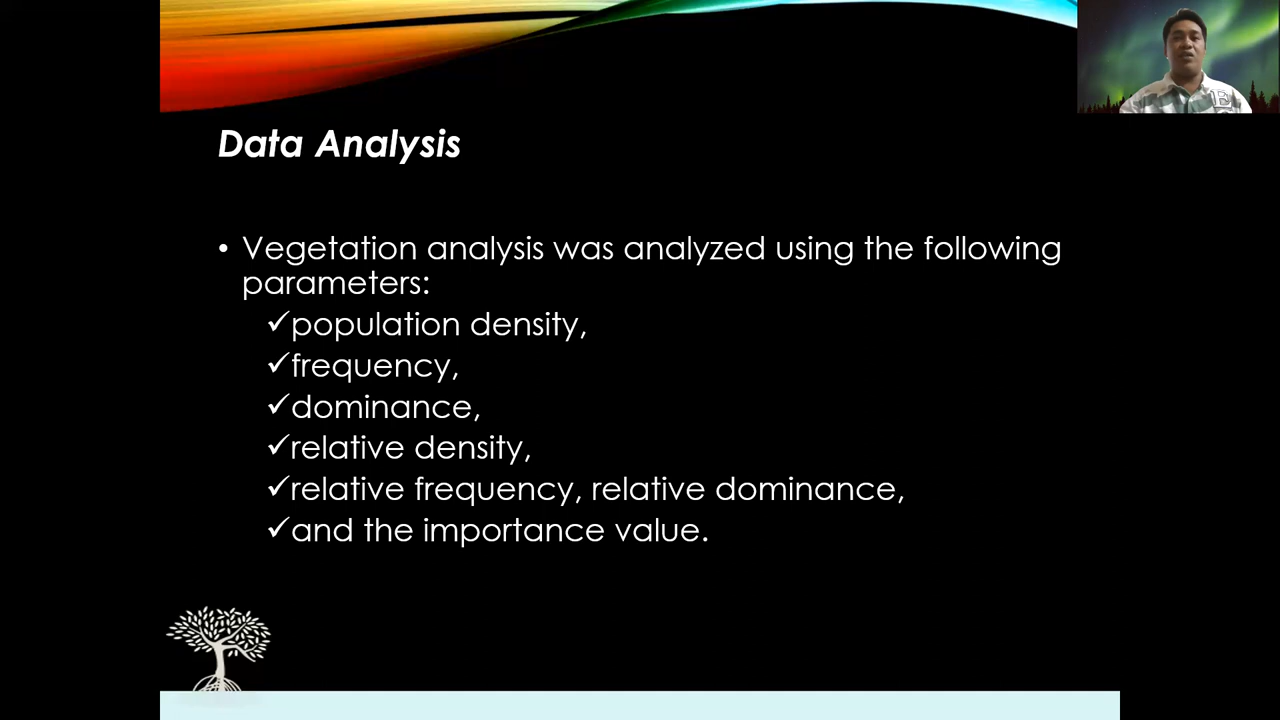 Data Analysis
• Vegetation analysis was analyzed using the following
parameters:
✓population density,
✓frequency,
✓dominance,
✓relative density,
✓relative frequency, relative dominance,
✓and the importance value.
E